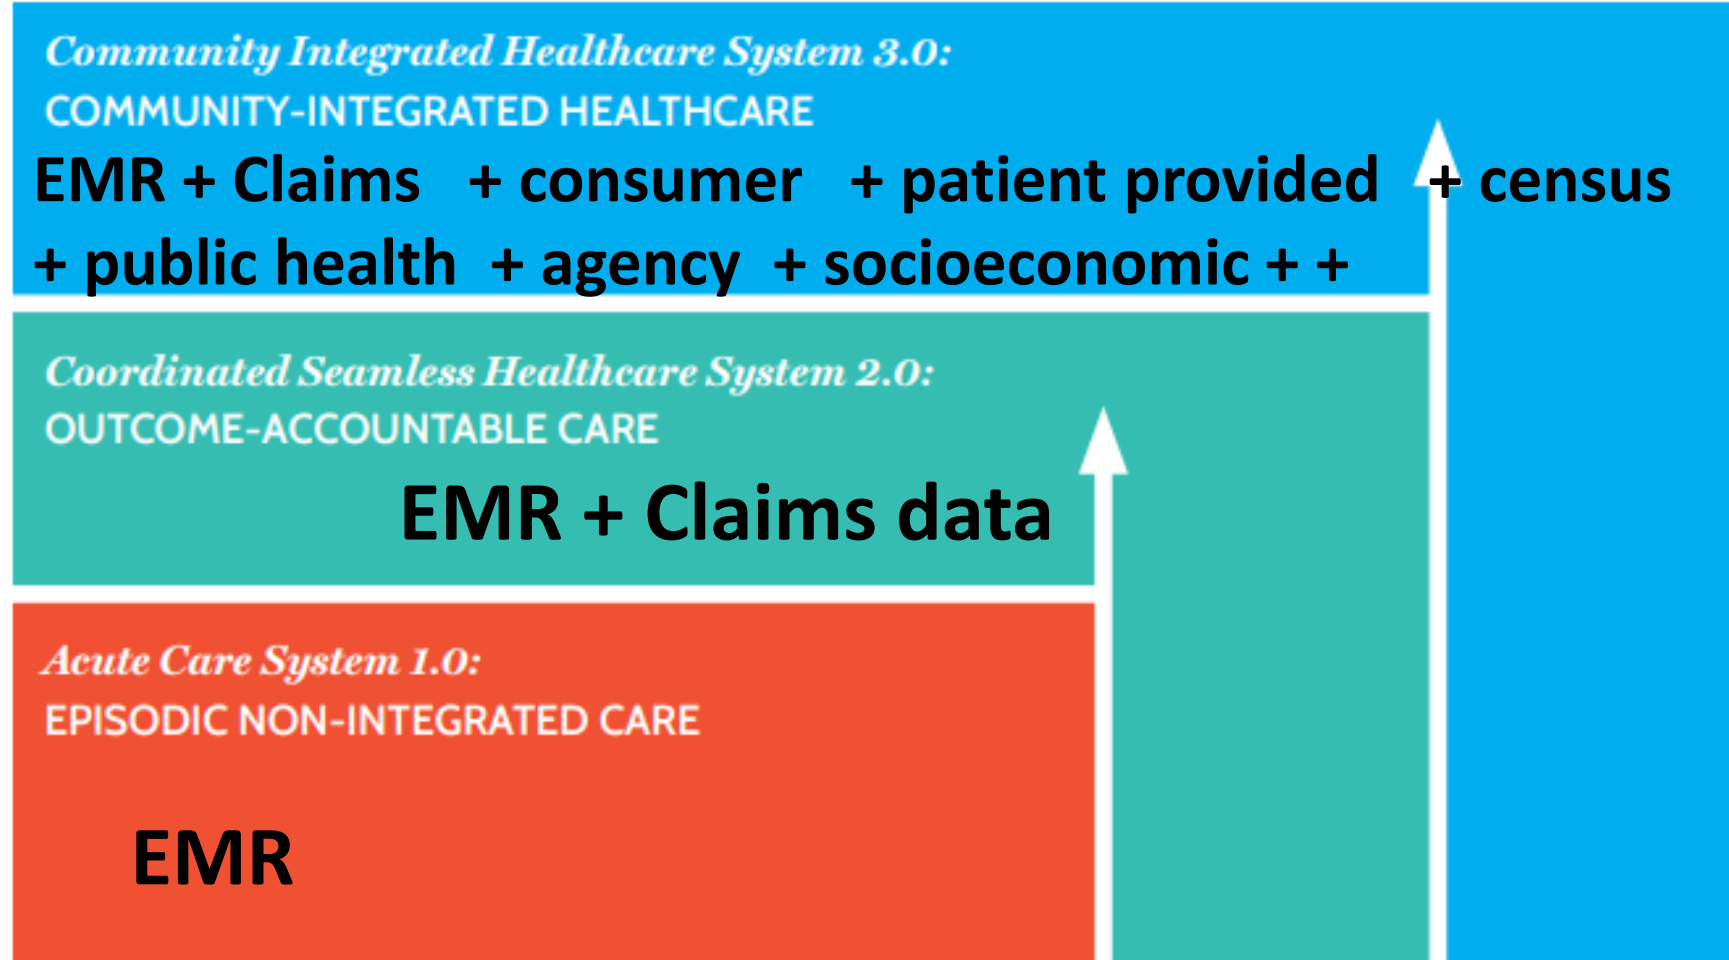 Community Integrated Healthcare System 3.0:
COMMUNITY-INTEGRATED HEALTHCARE
EMR + Claims + consumer + patient provided + census
+ public health + agency + socioeconomic + +
Coordinated Seamless Healthcare System 2.0:
OUTCOME-ACCOUNTABLE CARE
EMR + Claims data
Acute Care System 1.0:
EPISODIC NON-INTEGRATED CARE
EMR